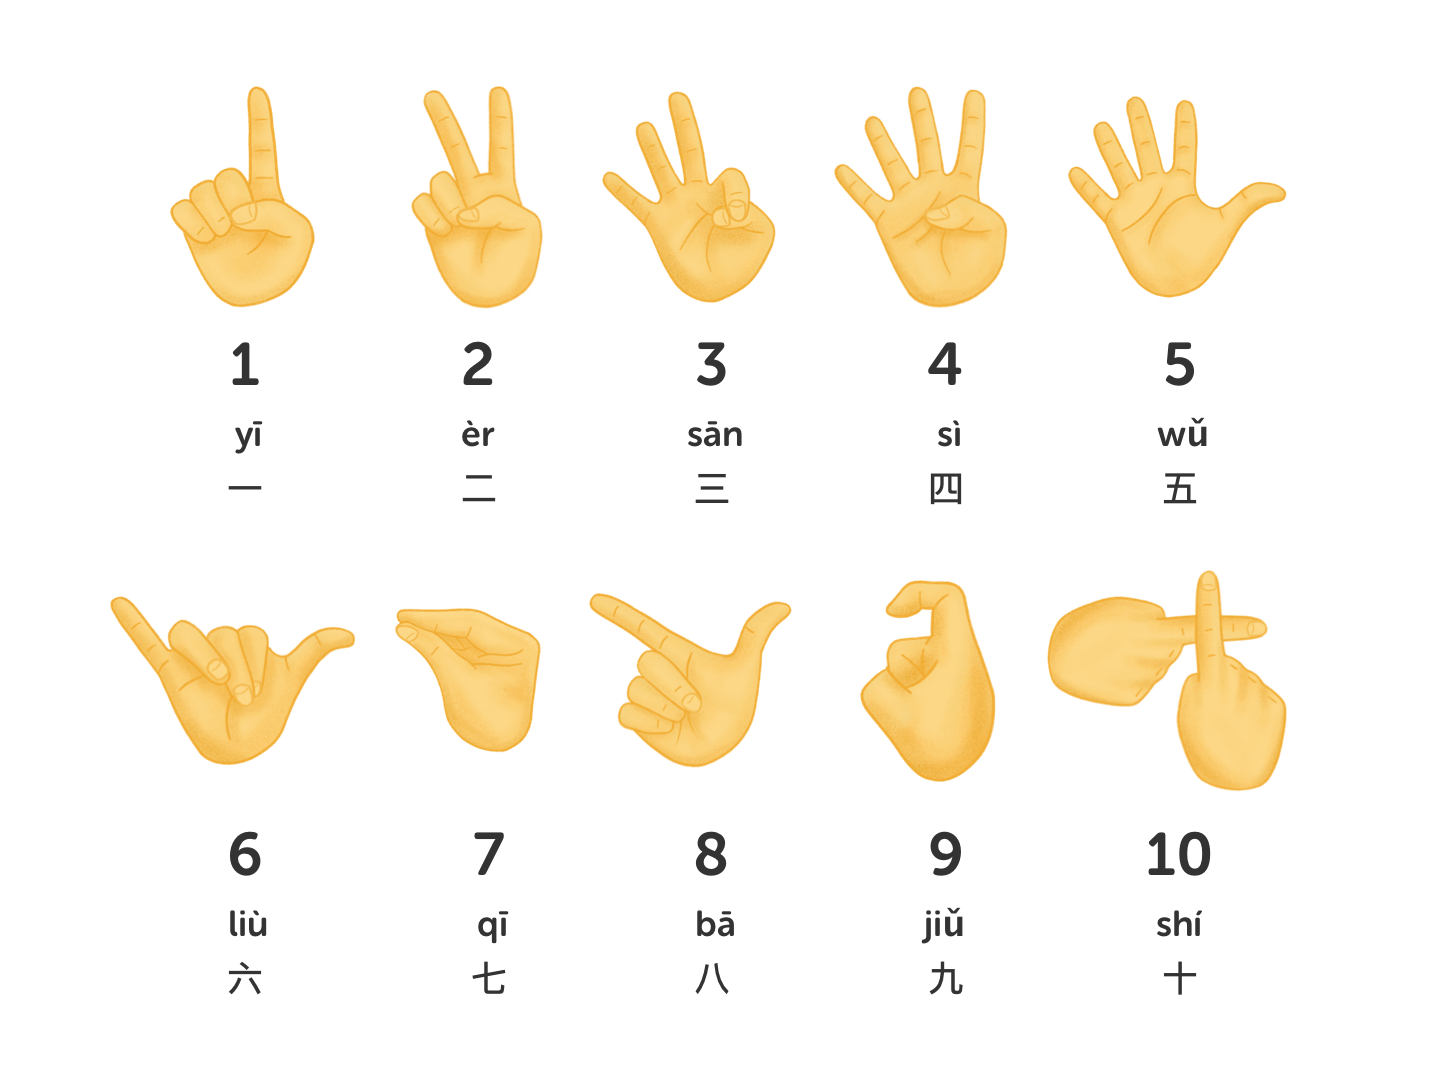 1 2 3 4 5
yī èr sān sì wǔ
一 二 三 四 五
6 7 8 9 10
liù qī bā jiǔ shí
六 七 八 九 十